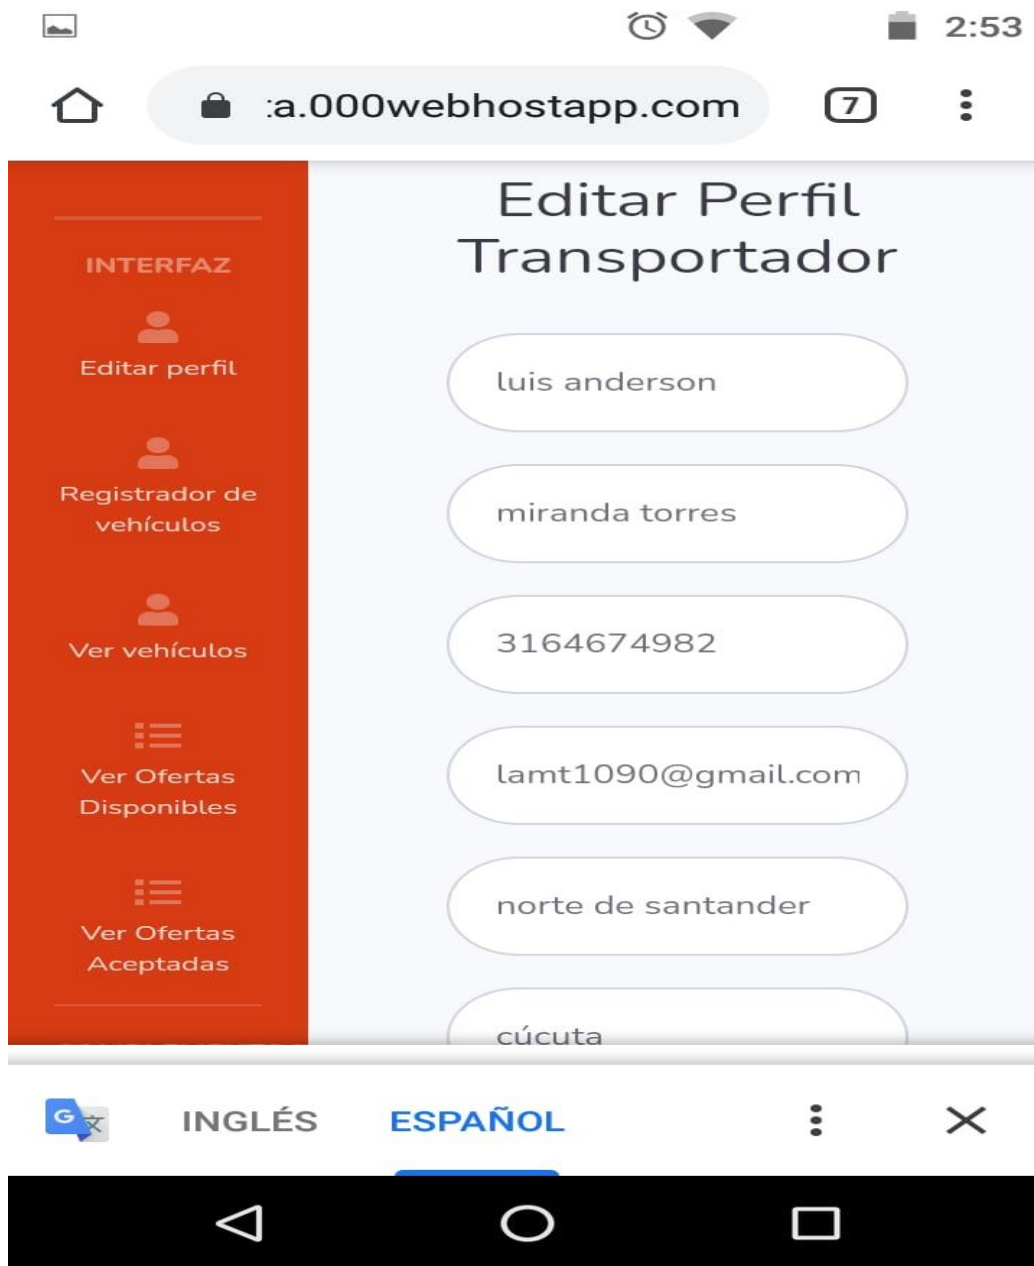 2:53
:a.000webhostapp.com
7
INTERFAZ
Editar perfil
Registrador de
vehículos
Ver vehículos
Ver Ofertas
Disponibles
Ver Ofertas
Aceptadas
Editar Perfil
Transportador
luis anderson
miranda torres
3164674982
lamt1090@gmail.com
norte de santander
cúcuta
G 文
INGLÉS
ESPAÑOL